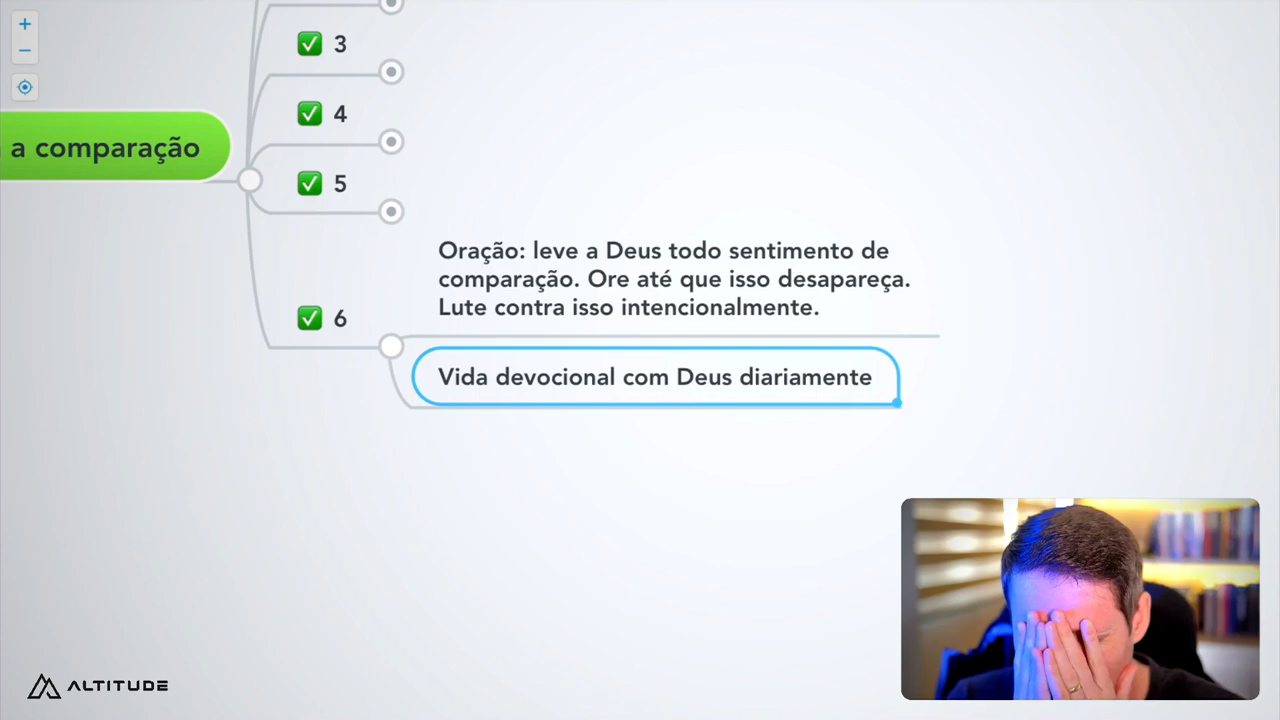 3
4
a comparação
5
Oração: leve a Deus todo sentimento de
comparação. Ore até que isso desapareça.
Lute contra isso intencionalmente.
6
Vida devocional com Deus diariamente
ALTITUDE